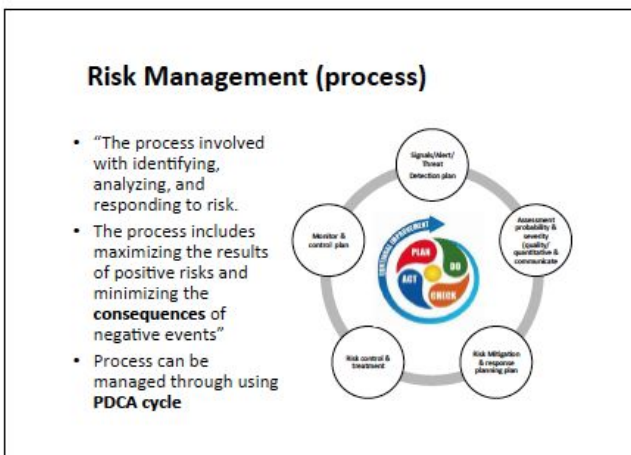 Risk Management (process)
• “The process involved
with identifying,
analyzing, and
responding to risk.
• The process includes
maximizing the results
of positive risks and
minimizing the
consequences of
negative events”
• Process can be
managed through using
PDCA cycle
Signals/Alert/
Threat
Detection plan
Assessment
probability &
severity
(quality/
quantitative &
communicate
Risk Mitigation
& response
planning plan
Risk control &
treatment
Monitor &
control plan
CONTINUAL IMPROVEMENT
PLAN
DO
CHECK
ACT